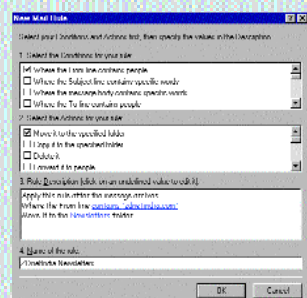 New Mail Rule
Select your Conditions and Actions first, then specify the values in the Description.
1. Select the Conditions for your rule:
Where the From line contains people
Where the Subject line contains specific words
Where the message body contains specific words
Where the To line contains people
2. Select the Actions for your rule:
Move it to the specified folder
Copy it to the specified folder
Delete it
Forward it to people
3. Rule Description (click on an underlined value to edit it):
Apply this rule after the message arrives
Where the From line contains
Move it to the Newsletters folder
4. Name of the rule:
Newsletters
OK Cancel